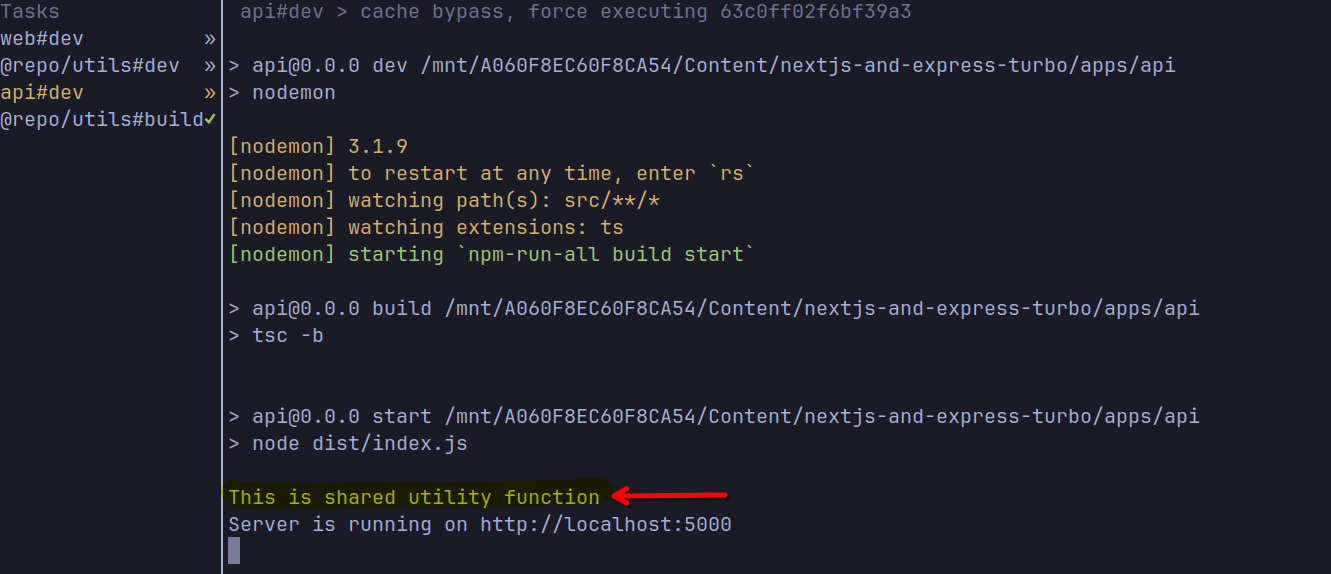 Tasks
web#dev »
@repo/utils#dev »
api#dev »
@repo/utils#build✓
api#dev > cache bypass, force executing 63c0ff02f6bf39a3
> api@0.0.0 dev /mnt/A060F8EC60F8CA54/Content/nextjs-and-express-turbo/apps/api
> nodemon
[nodemon] 3.1.9
[nodemon] to restart at any time, enter `rs`
[nodemon] watching path(s): src/**/*
[nodemon] watching extensions: ts
[nodemon] starting `npm-run-all build start`
> api@0.0.0 build /mnt/A060F8EC60F8CA54/Content/nextjs-and-express-turbo/apps/api
> tsc -b
> api@0.0.0 start /mnt/A060F8EC60F8CA54/Content/nextjs-and-express-turbo/apps/api
> node dist/index.js
This is shared utility function
Server is running on http://localhost:5000